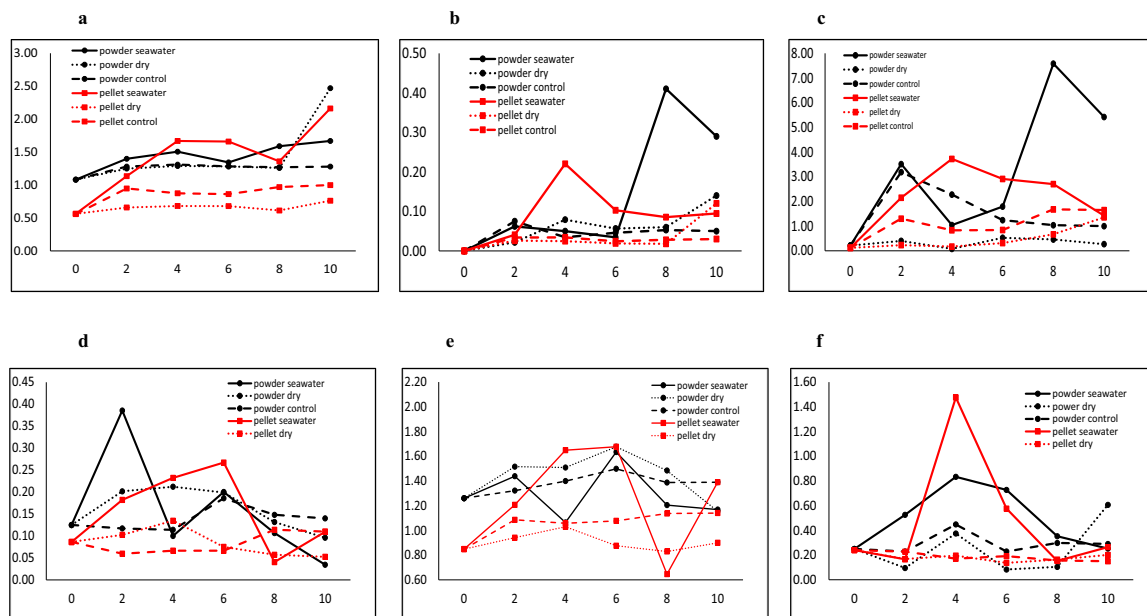 a
3.00
2.50
2.00
1.50
1.00
0.50
0.00
0 2 4 6 8 10
powder seawater
powder dry
powder control
pellet seawater
pellet dry
pellet control
b
0.50
0.40
0.30
0.20
0.10
0.00
0 2 4 6 8 10
powder seawater
powder dry
powder control
pellet seawater
pellet dry
pellet control
c
8.00
7.00
6.00
5.00
4.00
3.00
2.00
1.00
0.00
0 2 4 6 8 10
powder seawater
powder dry
powder control
pellet seawater
pellet dry
pellet control
d
0.45
0.40
0.35
0.30
0.25
0.20
0.15
0.10
0.05
0.00
0 2 4 6 8 10
powder seawater
powder dry
powder control
pellet seawater
pellet dry
e
2.20
2.00
1.80
1.60
1.40
1.20
1.00
0.80
0.60
0 2 4 6 8 10
powder seawater
powder dry
powder control
pellet seawater
pellet dry
f
1.60
1.40
1.20
1.00
0.80
0.60
0.40
0.20
0.00
0 2 4 6 8 10
powder seawater
power dry
powder control
pellet seawater
pellet dry